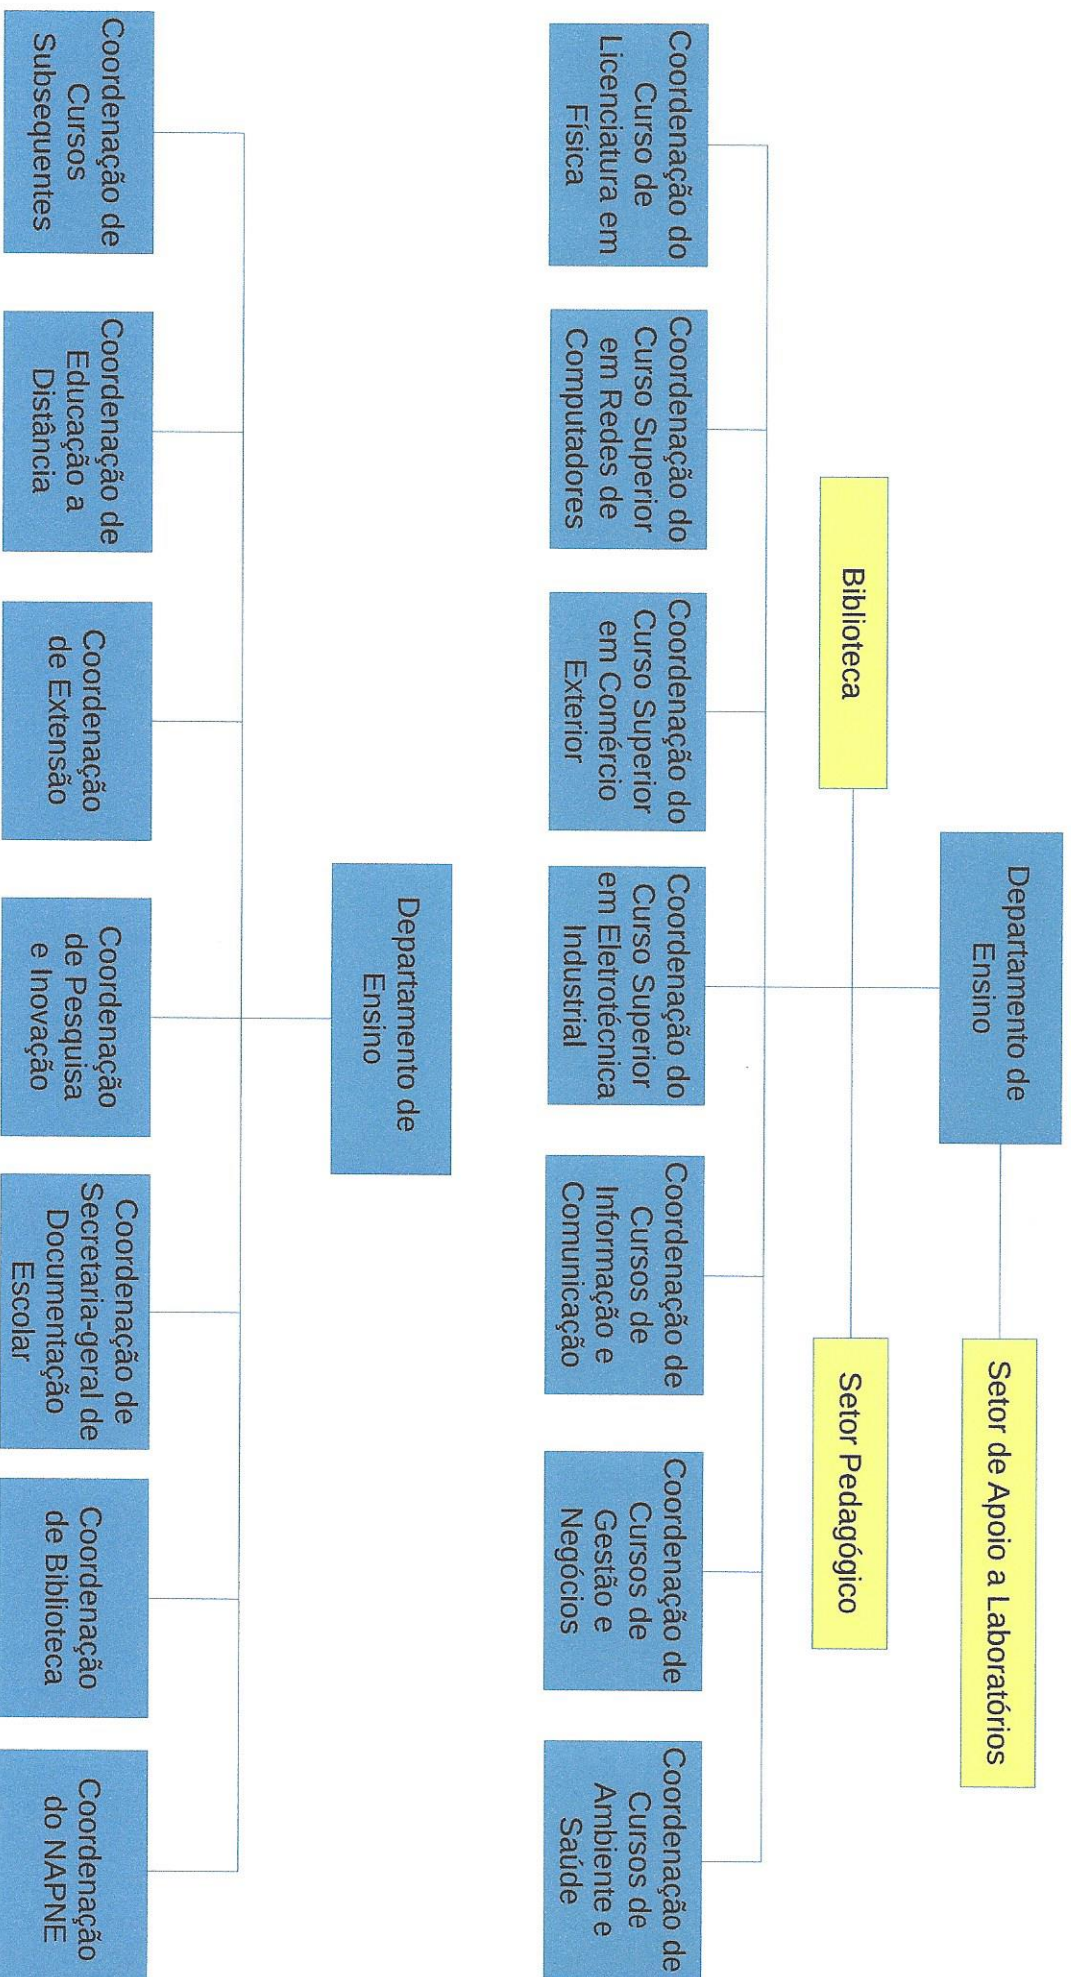 Departamento de
Ensino
Setor de Apoio a Laboratórios
Biblioteca
Setor Pedagógico
Coordenação do
Curso de
Licenciatura em
Física
Coordenação do
Curso Superior
em Redes de
Computadores
Coordenação do
Curso Superior
em Comércio
Exterior
Coordenação do
Curso Superior
em Eletrotécnica
Industrial
Coordenação de
Cursos de
Informação e
Comunicação
Coordenação de
Cursos de
Gestão e
Negócios
Coordenação de
Cursos de
Ambiente e
Saúde
Departamento de
Ensino
Coordenação de
Cursos
Subsequentes
Coordenação de
Educação a
Distância
Coordenação
de Extensão
Coordenação
de Pesquisa
e Inovação
Coordenação de
Secretaria-geral de
Documentação
Escolar
Coordenação
de Biblioteca
Coordenação
do NAPNE